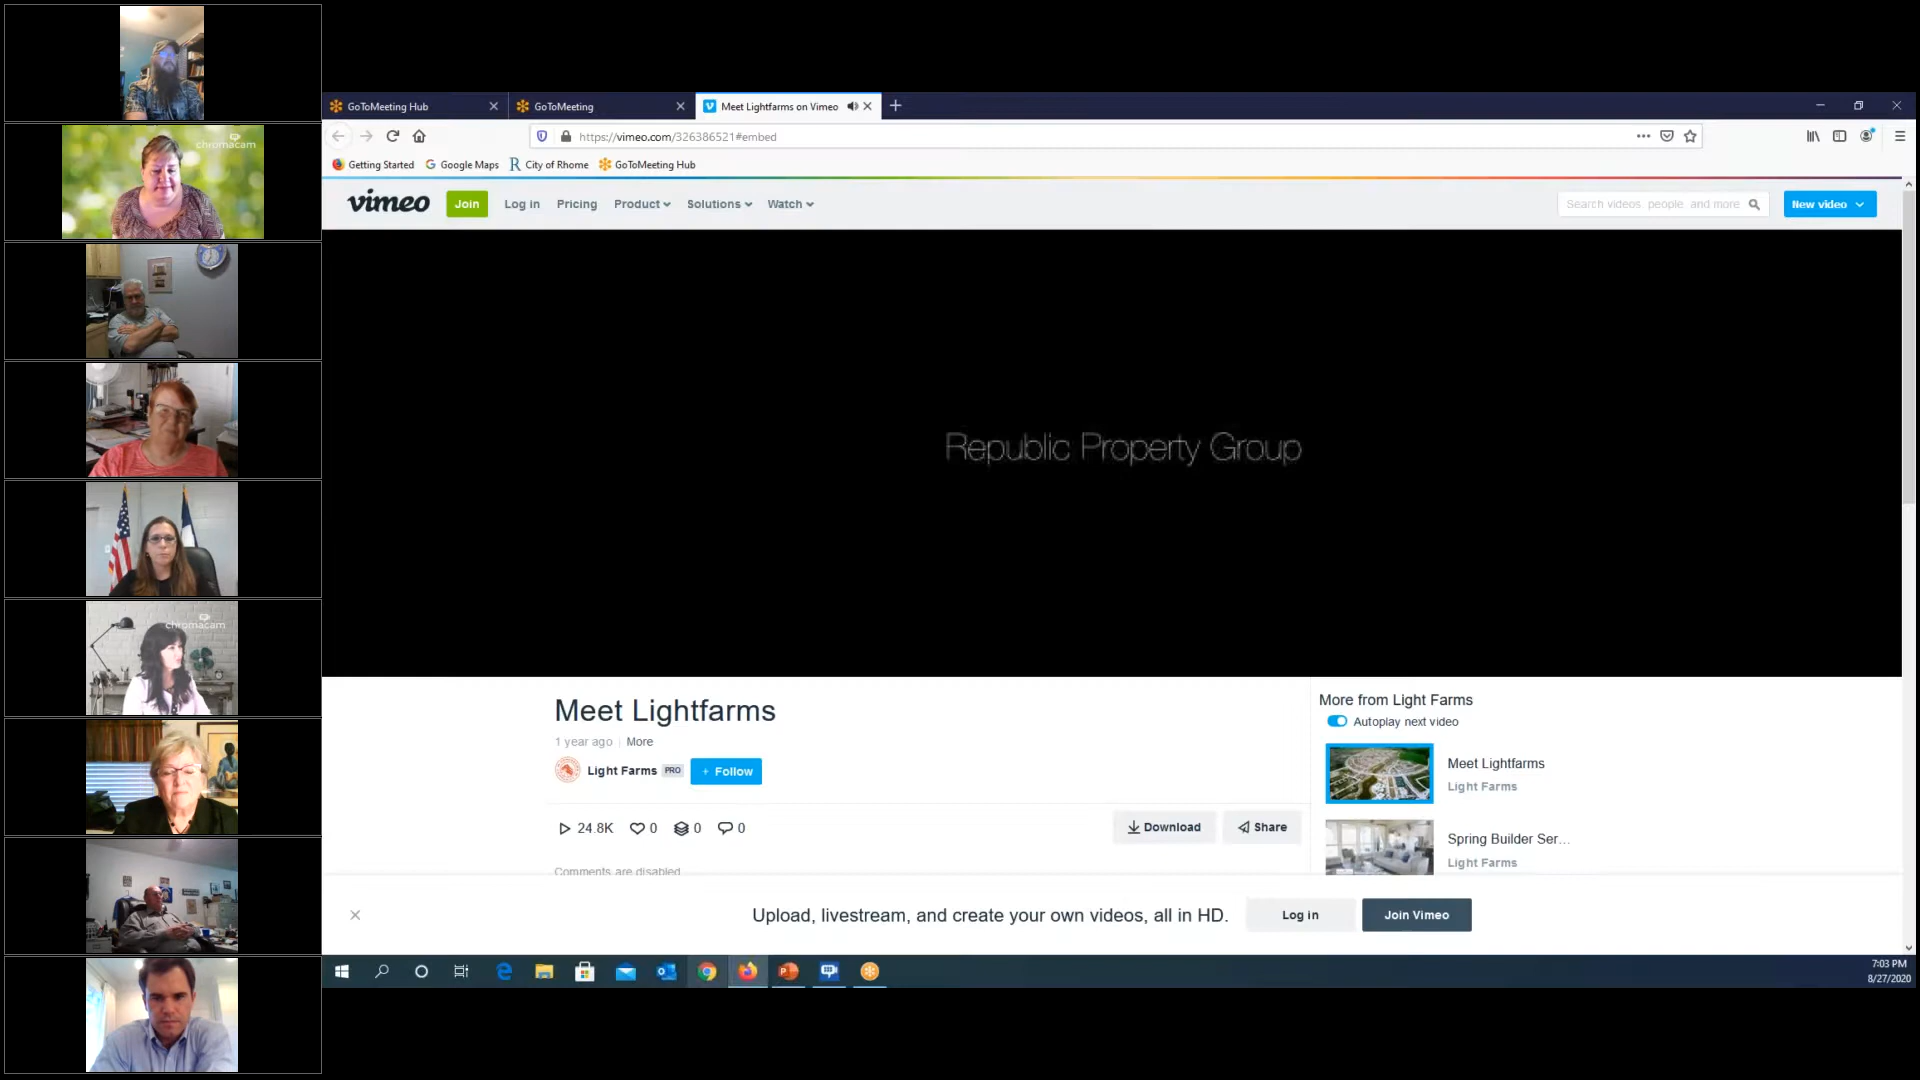 chromacam
chromacam
GoToMeeting Hub
GoToMeeting
Meet Lightfarms on Vimeo
https://vimeo.com/326386521#embed
Getting Started
Google Maps
City of Rhome
GoToMeeting Hub
vimeo
Join
Log in
Pricing
Product
Solutions
Watch
Search videos, people, and more
New video
Republic Property Group
Meet Lightfarms
1 year ago
More
Light Farms
PRO
+ Follow
24.8K
0
0
0
Download
Share
Comments are disabled
More from Light Farms
Autoplay next video
Meet Lightfarms
Light Farms
Spring Builder Ser...
Light Farms
Upload, livestream, and create your own videos, all in HD.
Log in
Join Vimeo
7:03 PM
8/27/2020